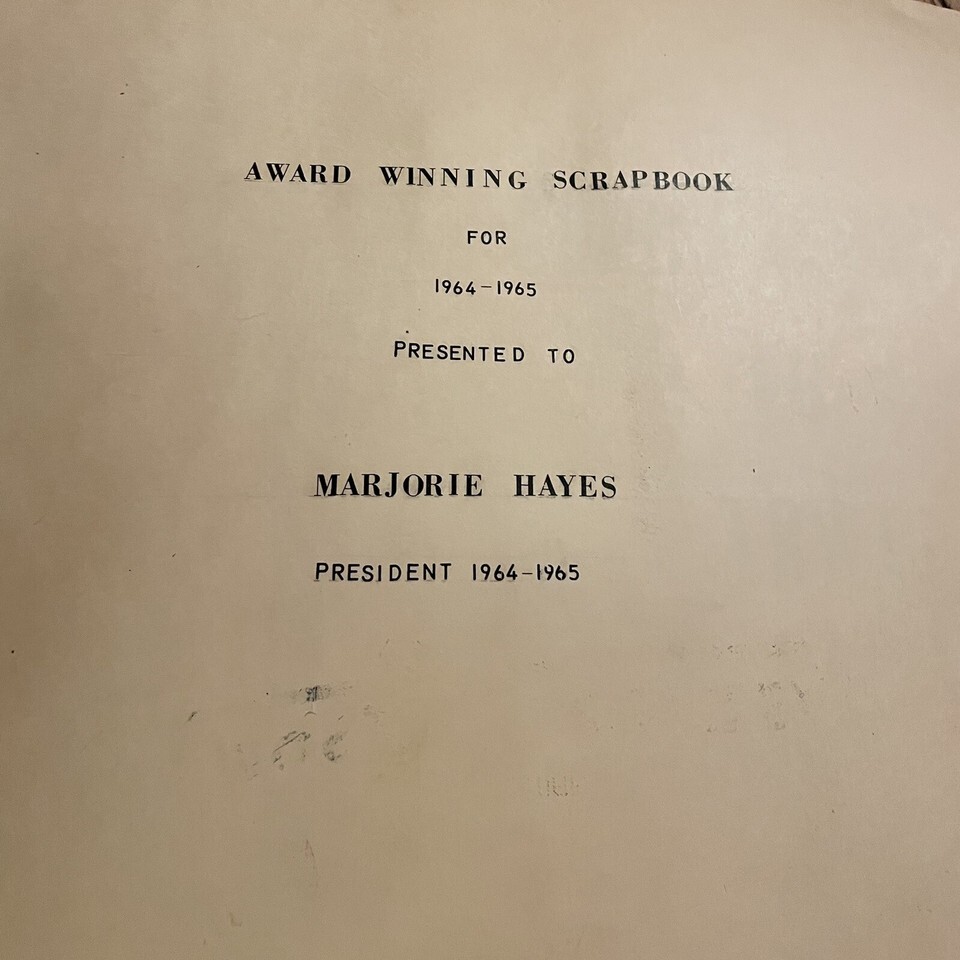 AWARD WINNING SCRAPBOOK
FOR
1964-1965
PRESENTED TO
MARJORIE HAYES
PRESIDENT 1964-1965